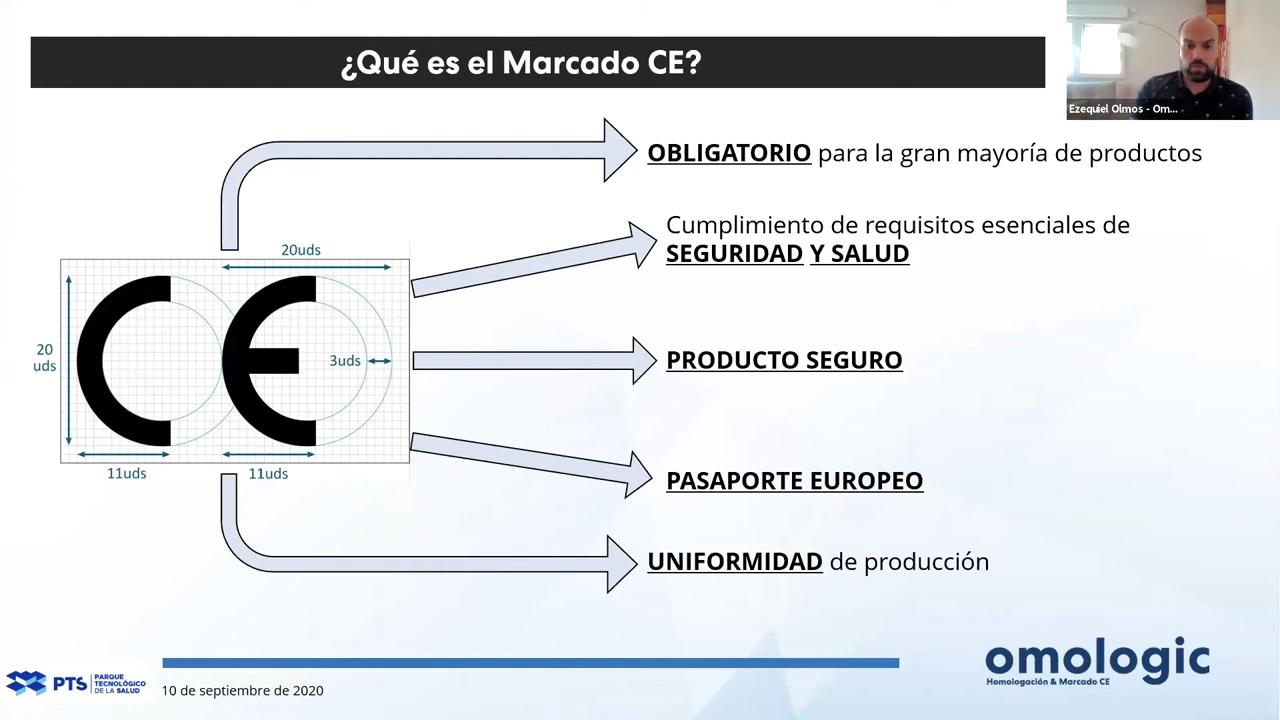 ¿Qué es el Marcado CE?
Ezequiel Olmos - Om...
OBLIGATORIO para la gran mayoría de productos
Cumplimiento de requisitos esenciales de
SEGURIDAD Y SALUD
20uds
20
uds
CE
3uds
11uds
11uds
PRODUCTO SEGURO
PASAPORTE EUROPEO
UNIFORMIDAD de producción
omologic
Homologación & Marcado CE
PTS
PARQUE
TECNOLÓGICO
DE LA SALUD
10 de septiembre de 2020